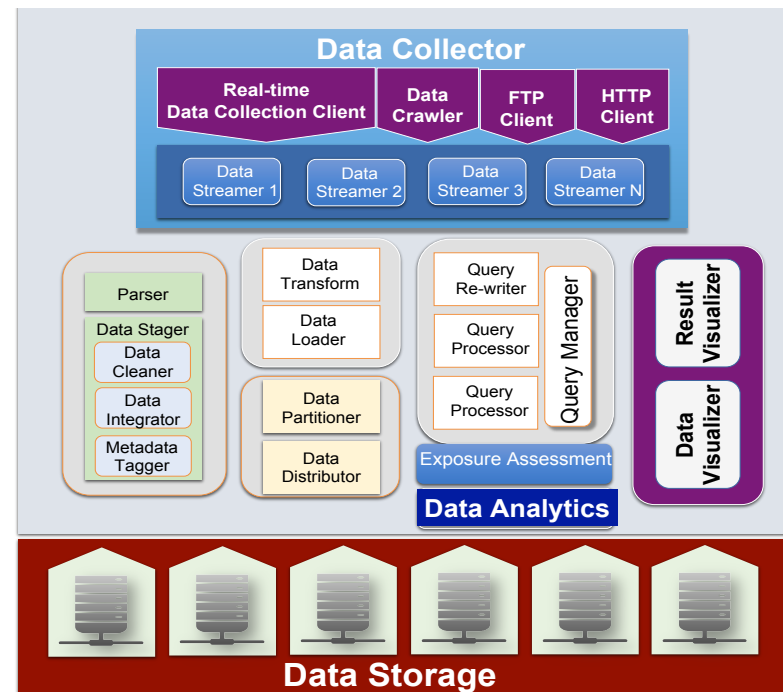 Data Collector
Real-time
Data Collection Client
Data
Crawler
FTP
Client
HTTP
Client
Data
Streamer 1
Data
Streamer 2
Data
Streamer 3
Data
Streamer N
Parser
Data Stager
Data
Cleaner
Data
Integrator
Metadata
Tagger
Data
Transform
Data
Loader
Data
Partitioner
Data
Distributor
Query
Re-writer
Query
Processor
Query
Processor
Query Manager
Exposure Assessment
Data Analytics
Result
Visualizer
Data
Visualizer
Data Storage